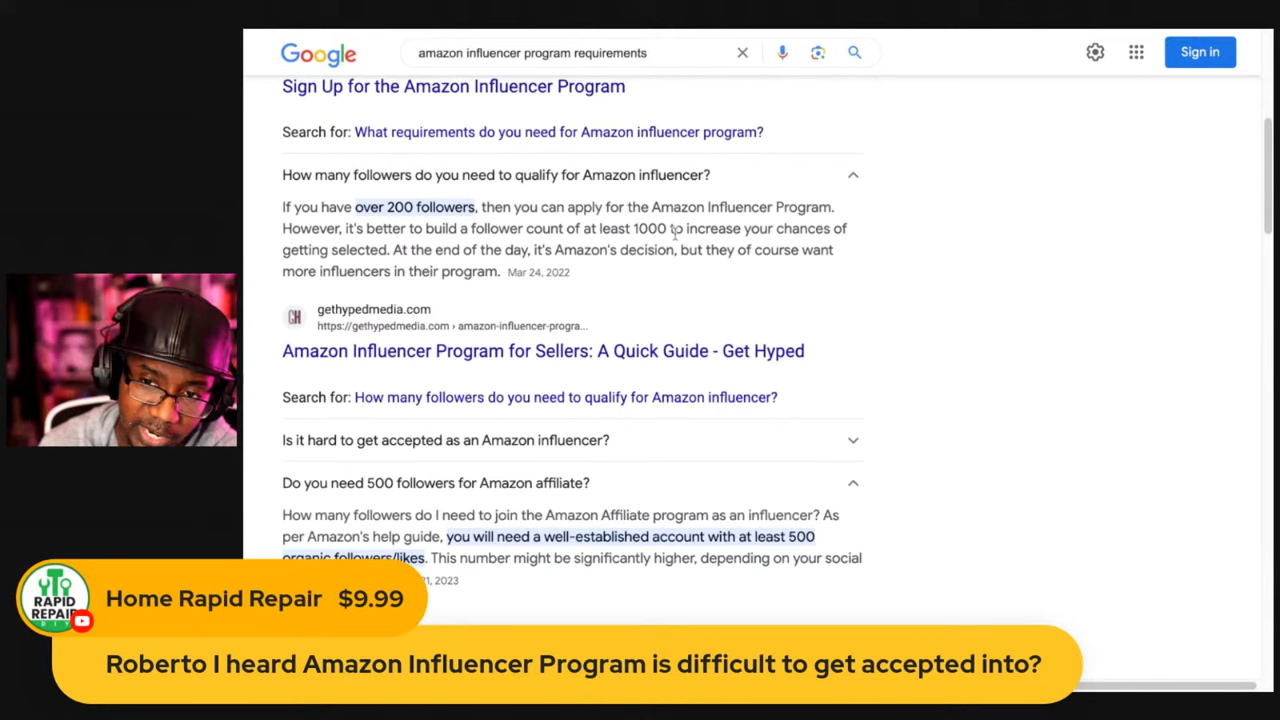 Google
amazon influencer program requirements
Sign in
Sign Up for the Amazon Influencer Program
Search for: What requirements do you need for Amazon influencer program?
How many followers do you need to qualify for Amazon influencer?
If you have over 200 followers, then you can apply for the Amazon Influencer Program.
However, it's better to build a follower count of at least 1000 to increase your chances of
getting selected. At the end of the day, it's Amazon's decision, but they of course want
more influencers in their program. Mar 24, 2022
GH
gethypedmedia.com
https://gethypedmedia.com › amazon-influencer-progra...
Amazon Influencer Program for Sellers: A Quick Guide - Get Hyped
Search for: How many followers do you need to qualify for Amazon influencer?
Is it hard to get accepted as an Amazon influencer?
Do you need 500 followers for Amazon affiliate?
How many followers do I need to join the Amazon Affiliate program as an influencer? As
per Amazon's help guide, you will need a well-established account with at least 500
organic followers/likes. This number might be significantly higher, depending on your social
21, 2023
RAPID
REPAIR
DIY
Home Rapid Repair $9.99
Roberto I heard Amazon Influencer Program is difficult to get accepted into?